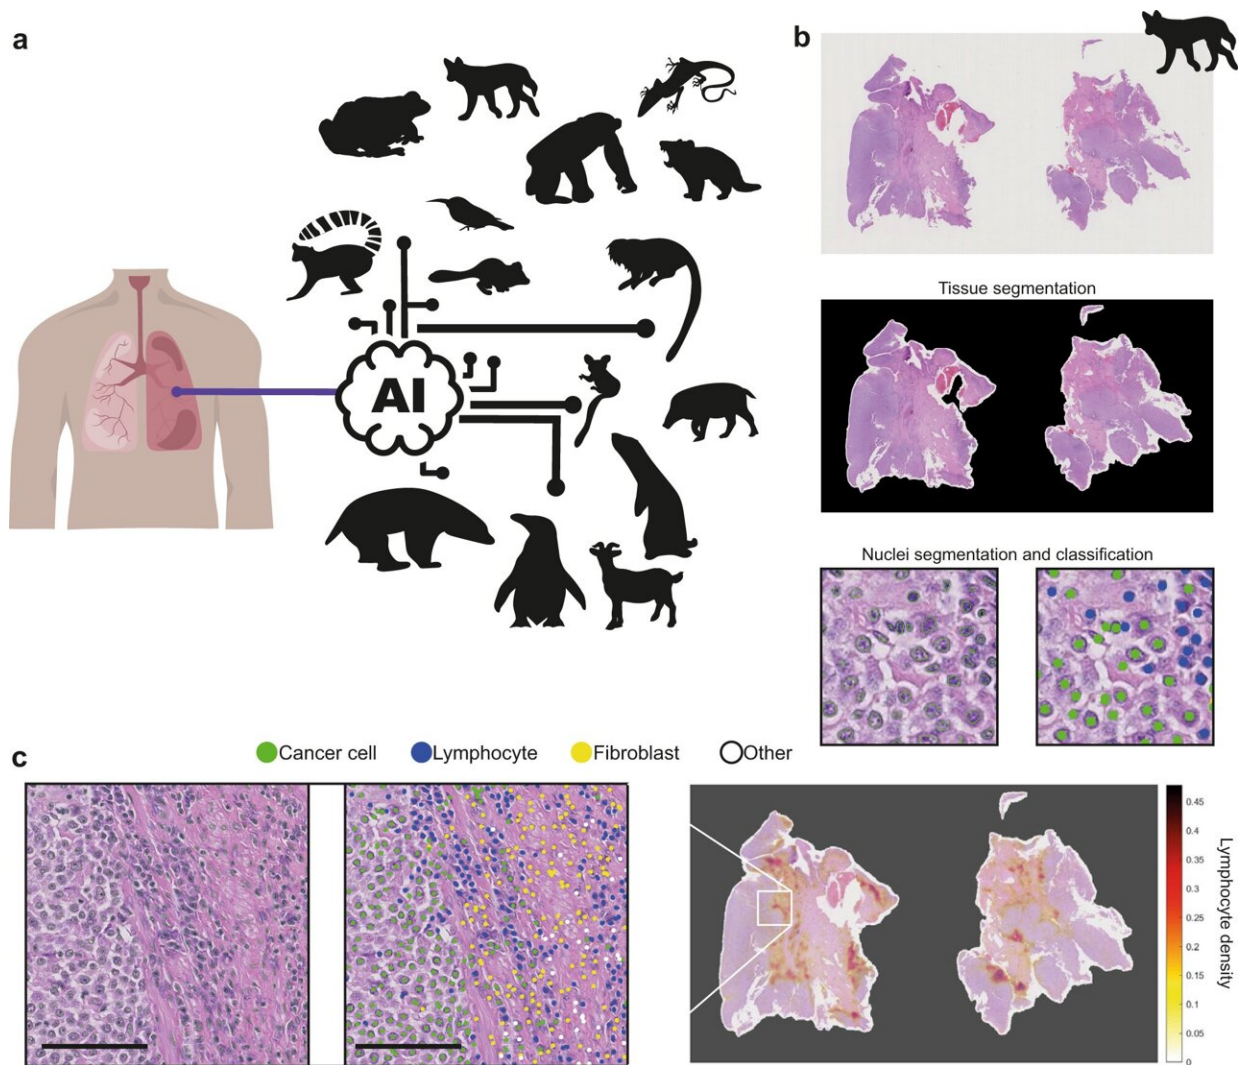 a
b
AI
Tissue segmentation
Nuclei segmentation and classification
c
Cancer cell
Lymphocyte
Fibroblast
Other
0.45
0.4
0.35
0.3
0.25
0.2
0.15
0.1
0.05
0
Lymphocyte density